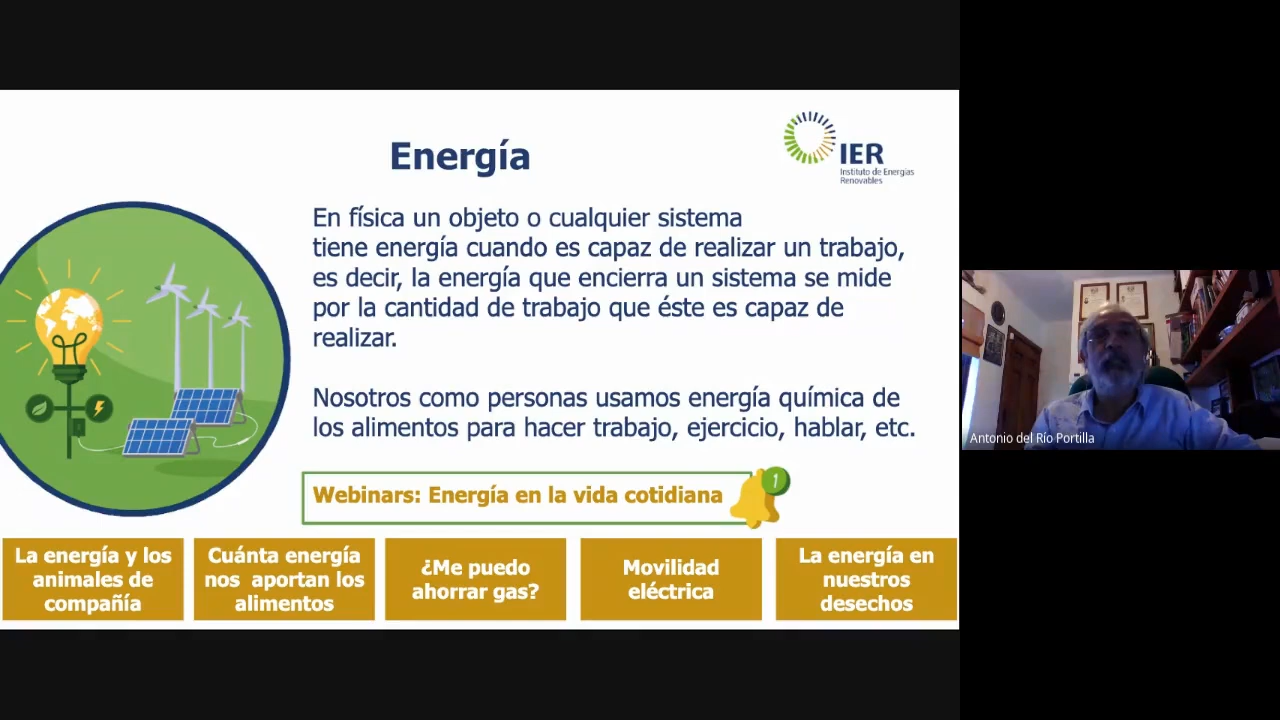 Energía
IER
Instituto de Energías
Renovables
En física un objeto o cualquier sistema
tiene energía cuando es capaz de realizar un trabajo,
es decir, la energía que encierra un sistema se mide
por la cantidad de trabajo que éste es capaz de
realizar.
Nosotros como personas usamos energía química de
los alimentos para hacer trabajo, ejercicio, hablar, etc.
Webinars: Energía en la vida cotidiana
1
La energía y los
animales de
compañía
Cuánta energía
nos aportan los
alimentos
¿Me puedo
ahorrar gas?
Movilidad
eléctrica
La energía en
nuestros
desechos
Antonio del Río Portilla